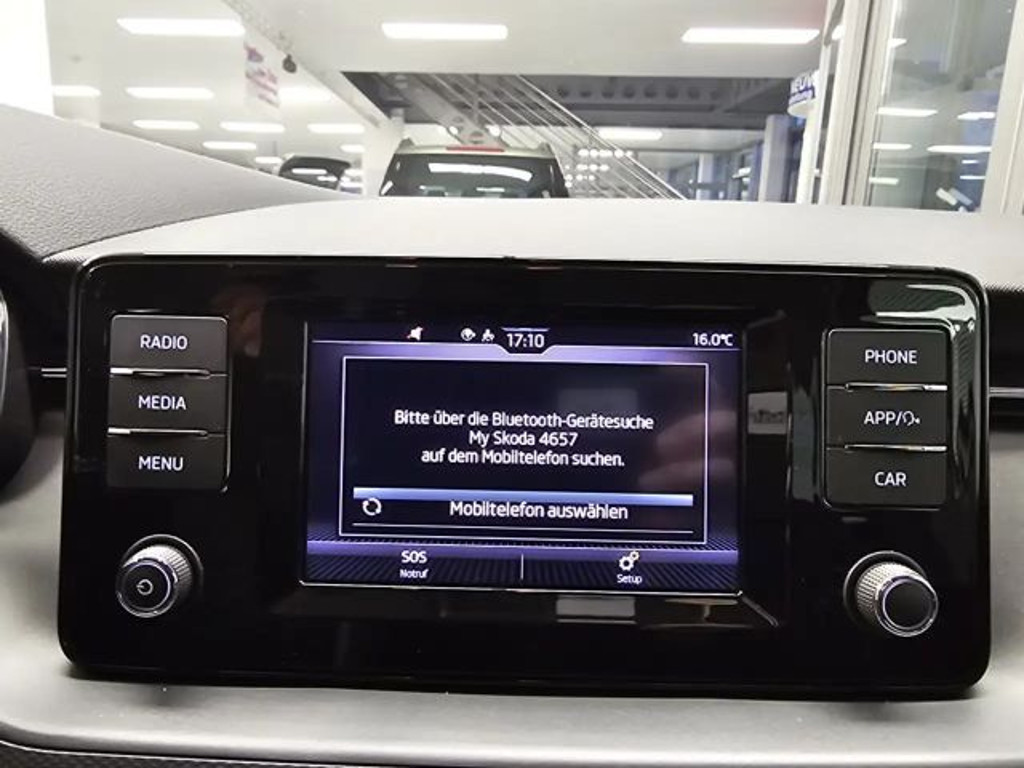 RADIO
MEDIA
MENU
17:10
16.0°C
Bitte über die Bluetooth-Gerätesuche
My Skoda 4657
auf dem Mobiltelefon suchen.
Mobiltelefon auswählen
SOS
Notruf
Setup
PHONE
APP/
CAR